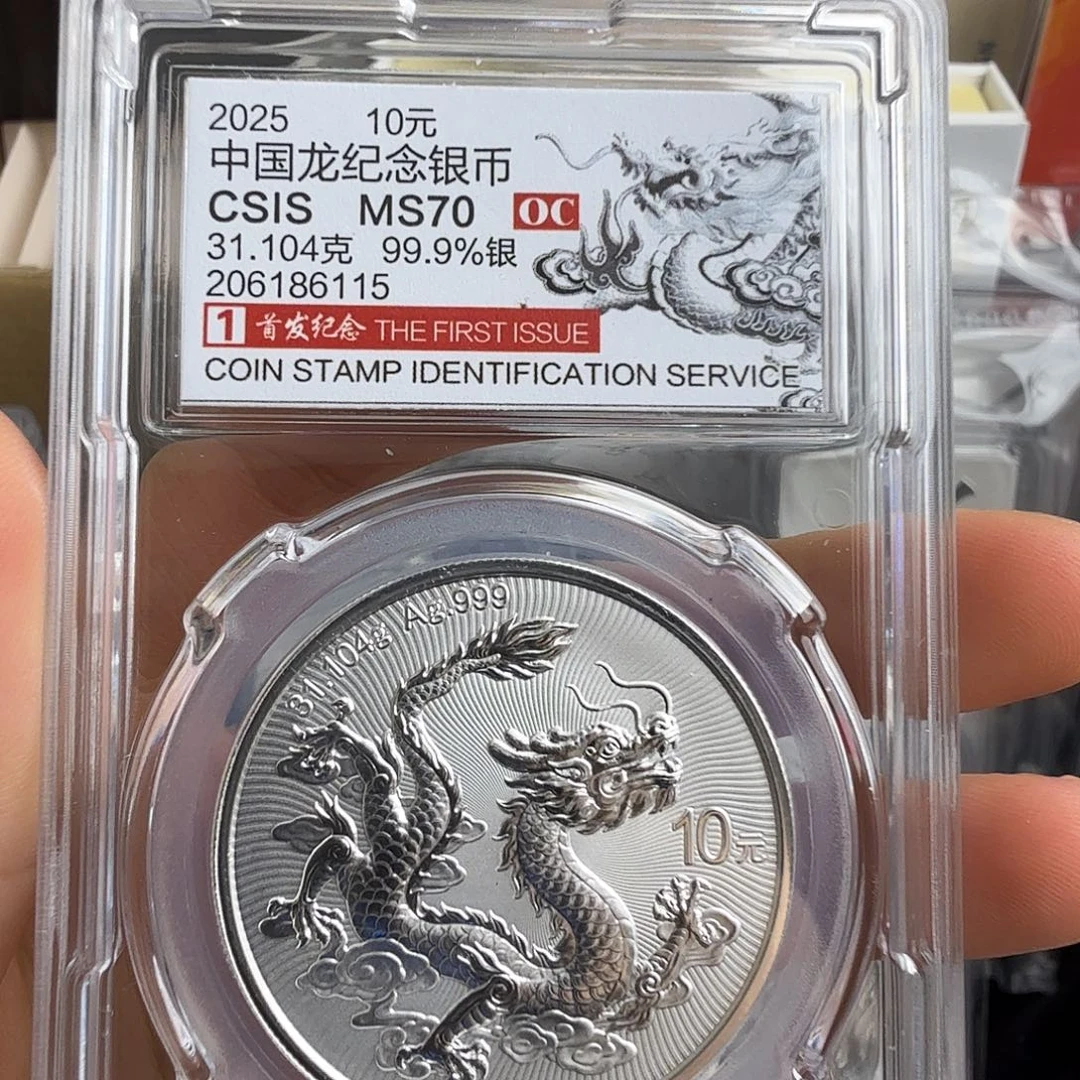 2025 10元
中国龙纪念银币
CSIS MS70 OC
31.104克 99.9%银
206186115
1 首发纪念 THE FIRST ISSUE
COIN STAMP IDENTIFICATION SERVICE
31.104g Ag.999
10元